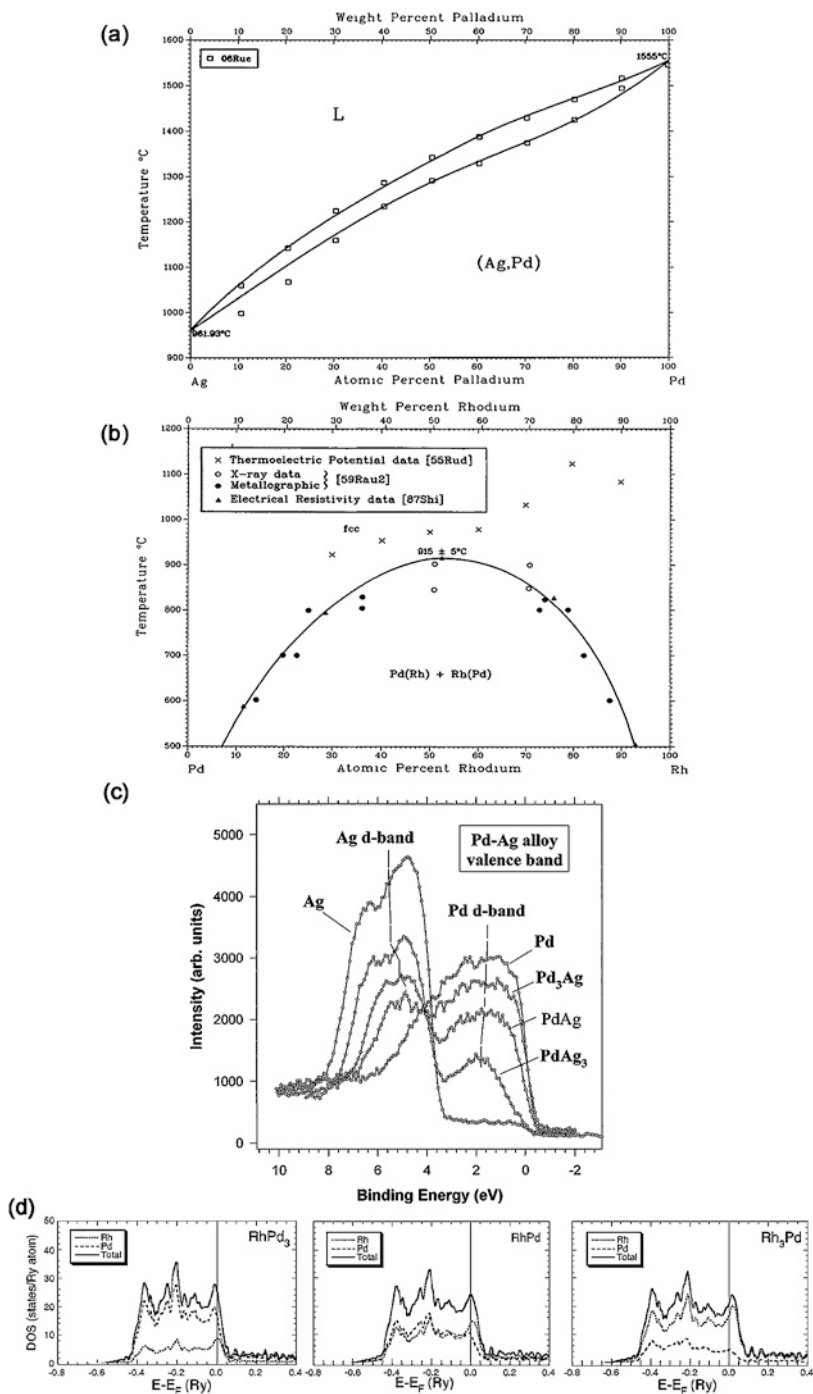 (a)
Weight Percent Palladium
0 10 20 30 40 50 60 70 80 90 100
1600
1500
1400
1300
1200
1100
1000
900
Temperature °C
06Rue
1555°C
L
(Ag,Pd)
961.93°C
0 10 20 30 40 50 60 70 80 90 100
Ag Atomic Percent Palladium Pd
(b)
Weight Percent Rhodium
0 10 20 30 40 50 60 70 80 90 100
1200
1100
1000
900
800
700
600
500
Temperature °C
× Thermoelectric Potential data [55Rud]
X-ray data
Metallographic } [59Rau2]
Electrical Resistivity data [87Shi]
fcc
915 ± 5°C
Pd(Rh) + Rh(Pd)
0 10 20 30 40 50 60 70 80 90 100
Pd Atomic Percent Rhodium Rh
(c)
5000
4000
3000
2000
1000
0
Intensity (arb. units)
Ag d-band
Pd-Ag alloy
valence band
Ag
Pd d-band
Pd
Pd₃Ag
PdAg
PdAg₃
10 8 6 4 2 0 -2
Binding Energy (eV)
(d)
50
40
30
20
10
0
DOS (states/Ry atom)
Rh
Pd
Total
RhPd₃
-0.8 -0.6 -0.4 -0.2 0.0 0.2 0.4
E-E_F (Ry)
Rh
Pd
Total
RhPd
-0.8 -0.6 -0.4 -0.2 0.0 0.2 0.4
E-E_F (Ry)
Rh
Pd
Total
Rh₃Pd
-0.8 -0.6 -0.4 -0.2 0.0 0.2 0.4
E-E_F (Ry)